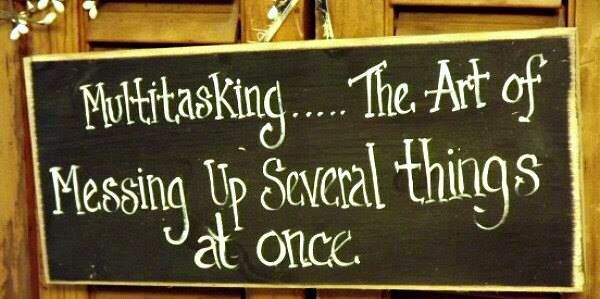 Multitasking..... The Art of
Messing Up Several things
at once.